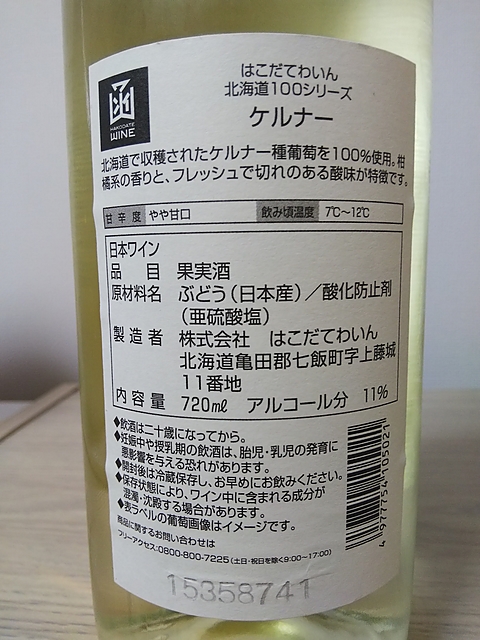 HAKODATE
WINE
はこだてわいん
北海道100シリーズ
ケルナー
北海道で収穫されたケルナー種葡萄を100%使用。柑
橘系の香りと、フレッシュで切れのある酸味が特徴です。
甘辛度 やや甘口 飲み頃温度 7℃〜12℃
日本ワイン
品目 果実酒
原材料名 ぶどう（日本産）／酸化防止剤
（亜硫酸塩）
製造者 株式会社 はこだてわいん
北海道亀田郡七飯町字上藤城
11番地
内容量 720㎖ アルコール分 11%
◆飲酒は二十歳になってから。
◆妊娠中や授乳期の飲酒は、胎児・乳児の発育に
悪影響を与える恐れがあります。
◆開封後は冷蔵保存し、お早めにお飲みください。
◆保存状態により、ワイン中に含まれる成分が
混濁・沈殿する場合があります。
◆表ラベルの葡萄画像はイメージです。
商品に関するお問い合わせは
フリーアクセス:0800-800-7225（土日・祝日を除く9:00〜17:00）
4 977754 105021
15358741